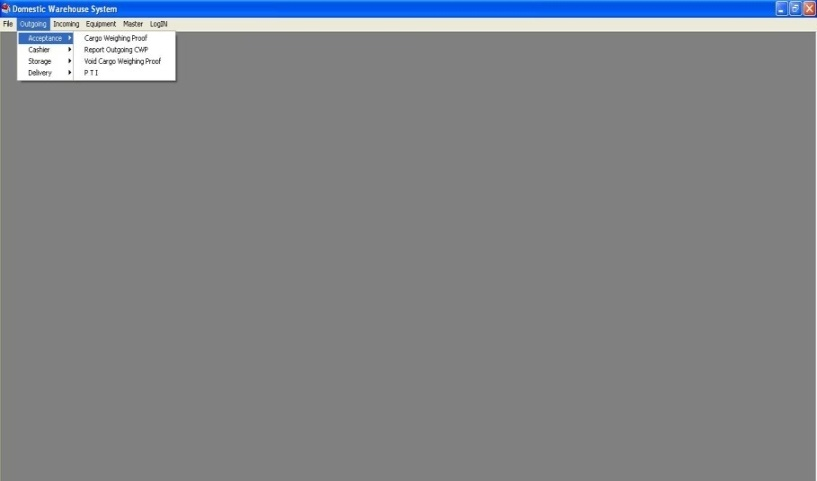 Domestic Warehouse System
File Outgoing Incoming Equipment Master LogIN
Acceptance Cargo Weighing Proof
Cashier Report Outgoing CWP
Storage Void Cargo Weighing Proof
Delivery P T I